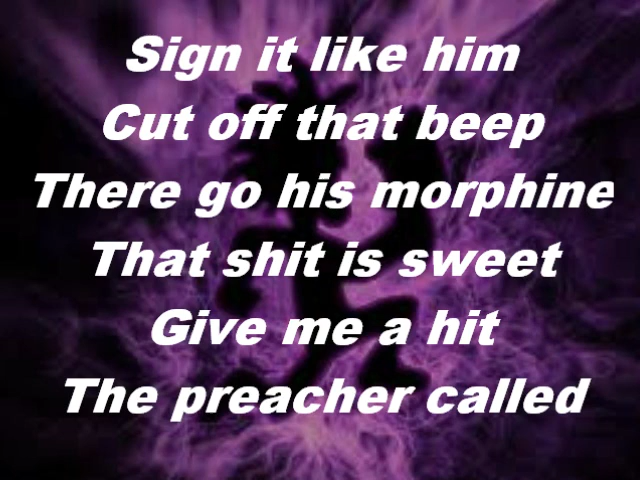 Sign it like him
Cut off that beep
There go his morphine
That shit is sweet
Give me a hit
The preacher called